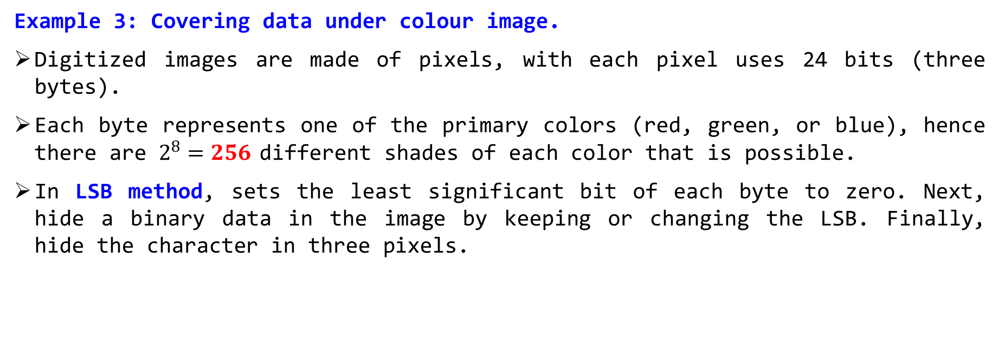 Example 3: Covering data under colour image.
➢Digitized images are made of pixels, with each pixel uses 24 bits (three
bytes).
➢Each byte represents one of the primary colors (red, green, or blue), hence
there are 2⁸ = 256 different shades of each color that is possible.
➢In LSB method, sets the least significant bit of each byte to zero. Next,
hide a binary data in the image by keeping or changing the LSB. Finally,
hide the character in three pixels.